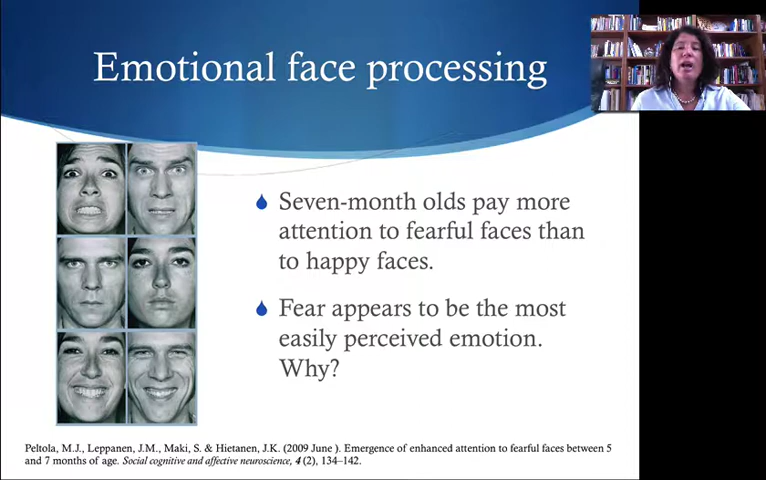 Emotional face processing
Seven-month olds pay more
attention to fearful faces than
to happy faces.
Fear appears to be the most
easily perceived emotion.
Why?
Peltola, M.J., Leppanen, J.M., Maki, S. & Hietanen, J.K. (2009 June ). Emergence of enhanced attention to fearful faces between 5
and 7 months of age. Social cognitive and affective neuroscience, 4 (2), 134–142.